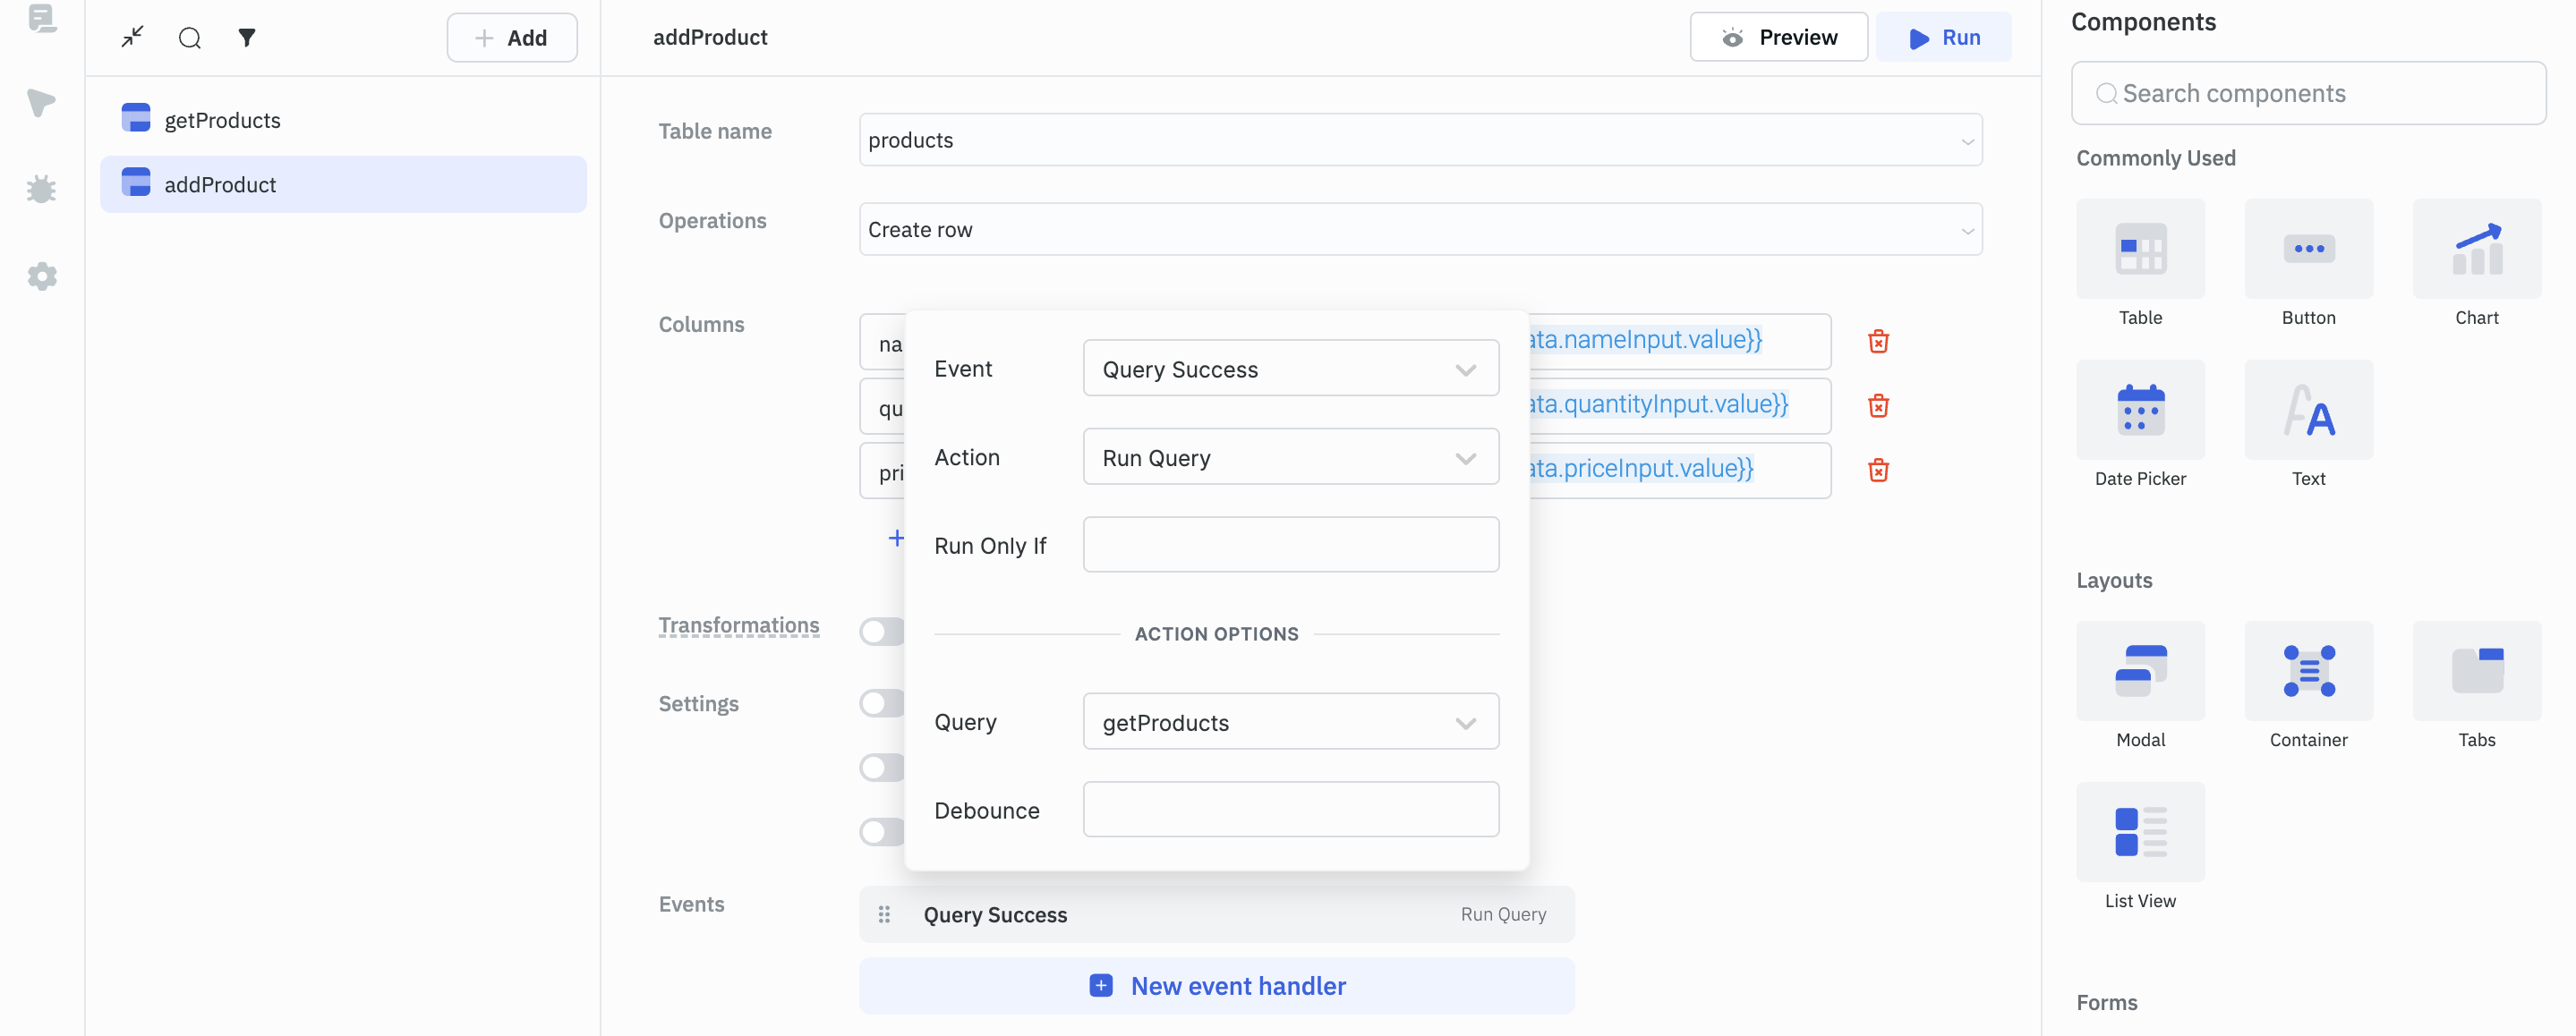 Add
getProducts
addProduct
addProduct
Preview
Run
Table name
products
Operations
Create row
Columns
na
ata.nameInput.value}}
qu
ata.quantityInput.value}}
pri
ata.priceInput.value}}
+
Event
Query Success
Action
Run Query
Run Only If
ACTION OPTIONS
Query
getProducts
Debounce
Transformations
Settings
Events
Query Success
Run Query
New event handler
Components
Search components
Commonly Used
Table
Button
Chart
Date Picker
Text
Layouts
Modal
Container
Tabs
List View
Forms